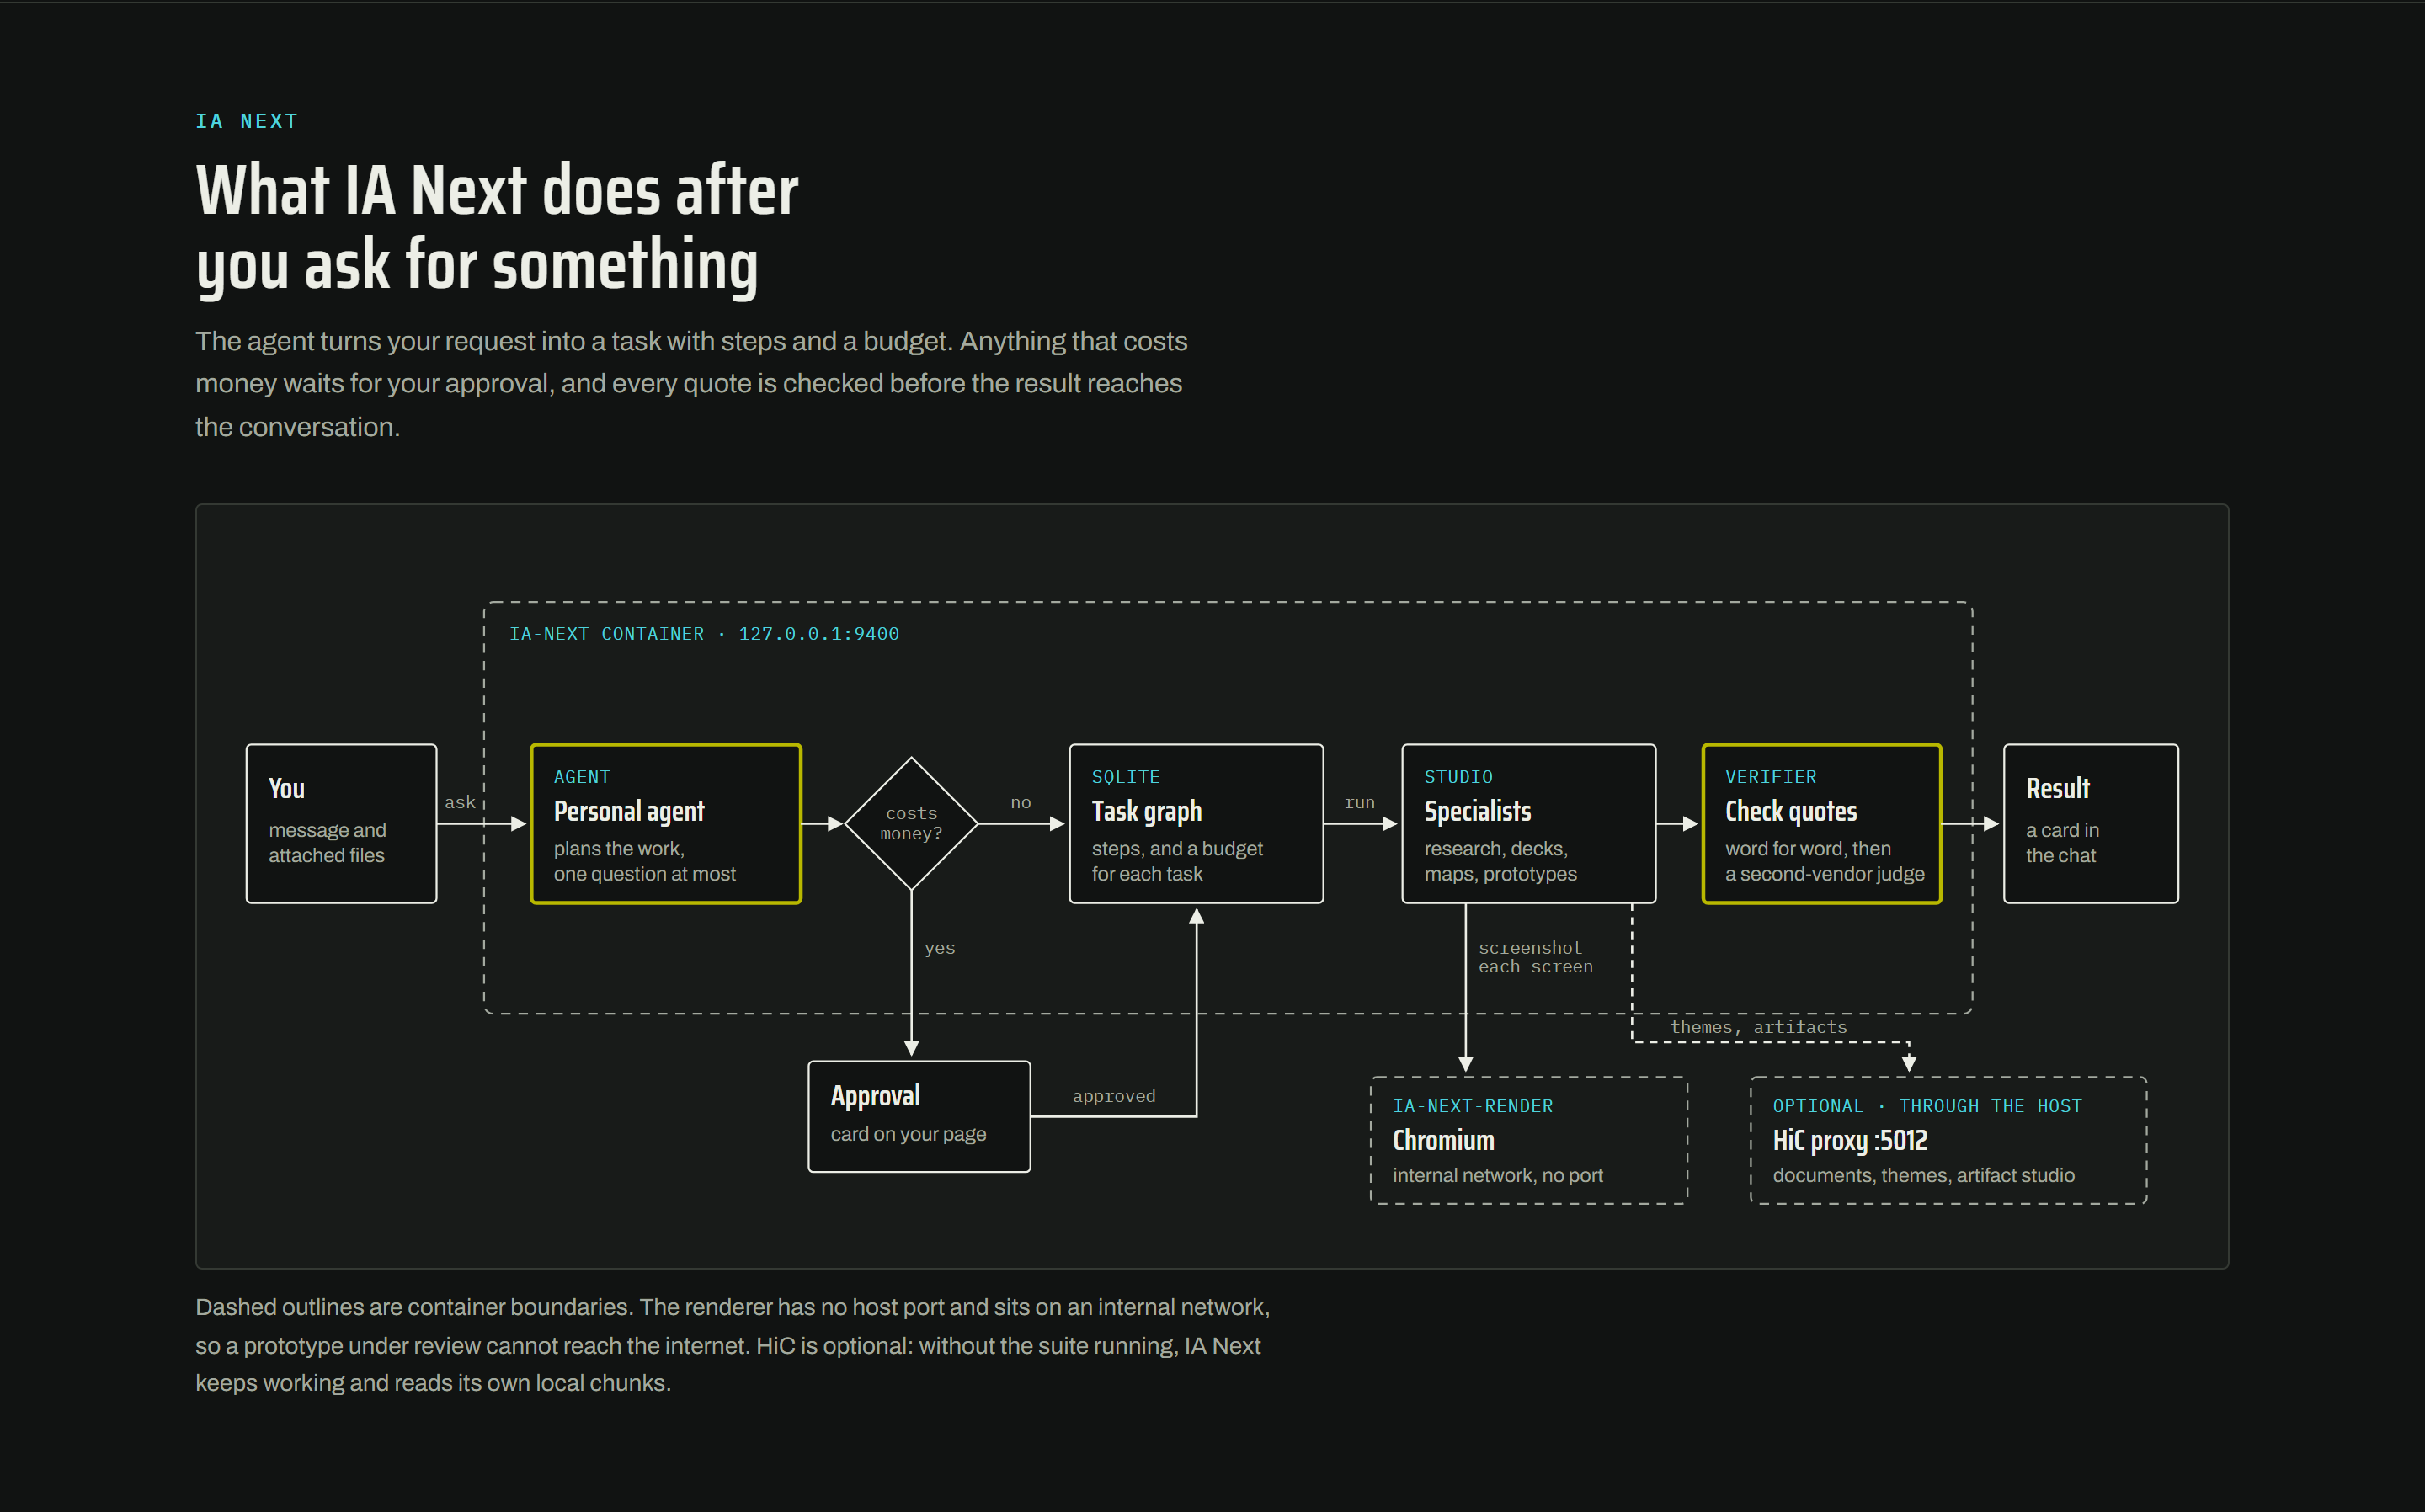 IA NEXT
What IA Next does after
you ask for something
The agent turns your request into a task with steps and a budget. Anything that costs
money waits for your approval, and every quote is checked before the result reaches
the conversation.
IA-NEXT CONTAINER · 127.0.0.1:9400
You
message and
attached files
ask
AGENT
Personal agent
plans the work,
one question at most
costs
money?
no
SQLITE
Task graph
steps, and a budget
for each task
run
STUDIO
Specialists
research, decks,
maps, prototypes
VERIFIER
Check quotes
word for word, then
a second-vendor judge
Result
a card in
the chat
yes
screenshot
each screen
themes, artifacts
Approval
card on your page
approved
IA-NEXT-RENDER
Chromium
internal network, no port
OPTIONAL · THROUGH THE HOST
HiC proxy :5012
documents, themes, artifact studio
Dashed outlines are container boundaries. The renderer has no host port and sits on an internal network,
so a prototype under review cannot reach the internet. HiC is optional: without the suite running, IA Next
keeps working and reads its own local chunks.